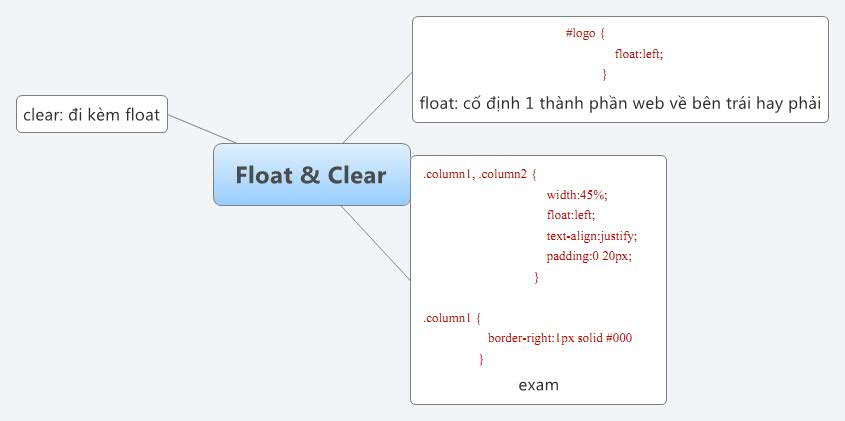 #logo {
float:left;
}
float: cố định 1 thành phần web về bên trái hay phải
clear: đi kèm float
Float & Clear
.column1, .column2 {
width:45%;
float:left;
text-align:justify;
padding:0 20px;
}
.column1 {
border-right:1px solid #000
}
exam